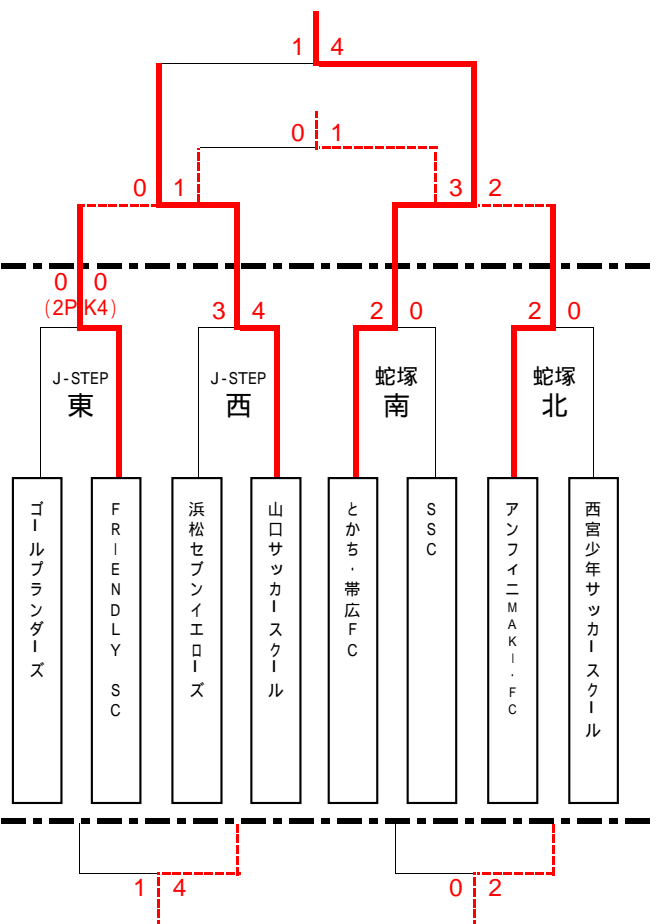 1 4
0 1
0 1
3 2
0 0
(2PK4)
3 4
2 0
2 0
J-STEP
東
J-STEP
西
蛇塚
南
蛇塚
北
ゴールプランダーズ
FRIENDLY SC
浜松セブンイエローズ
山口サッカースクール
とかち・帯広FC
SSC
アンフィニMAKI.FC
西宮少年サッカースクール
1 4
0 2